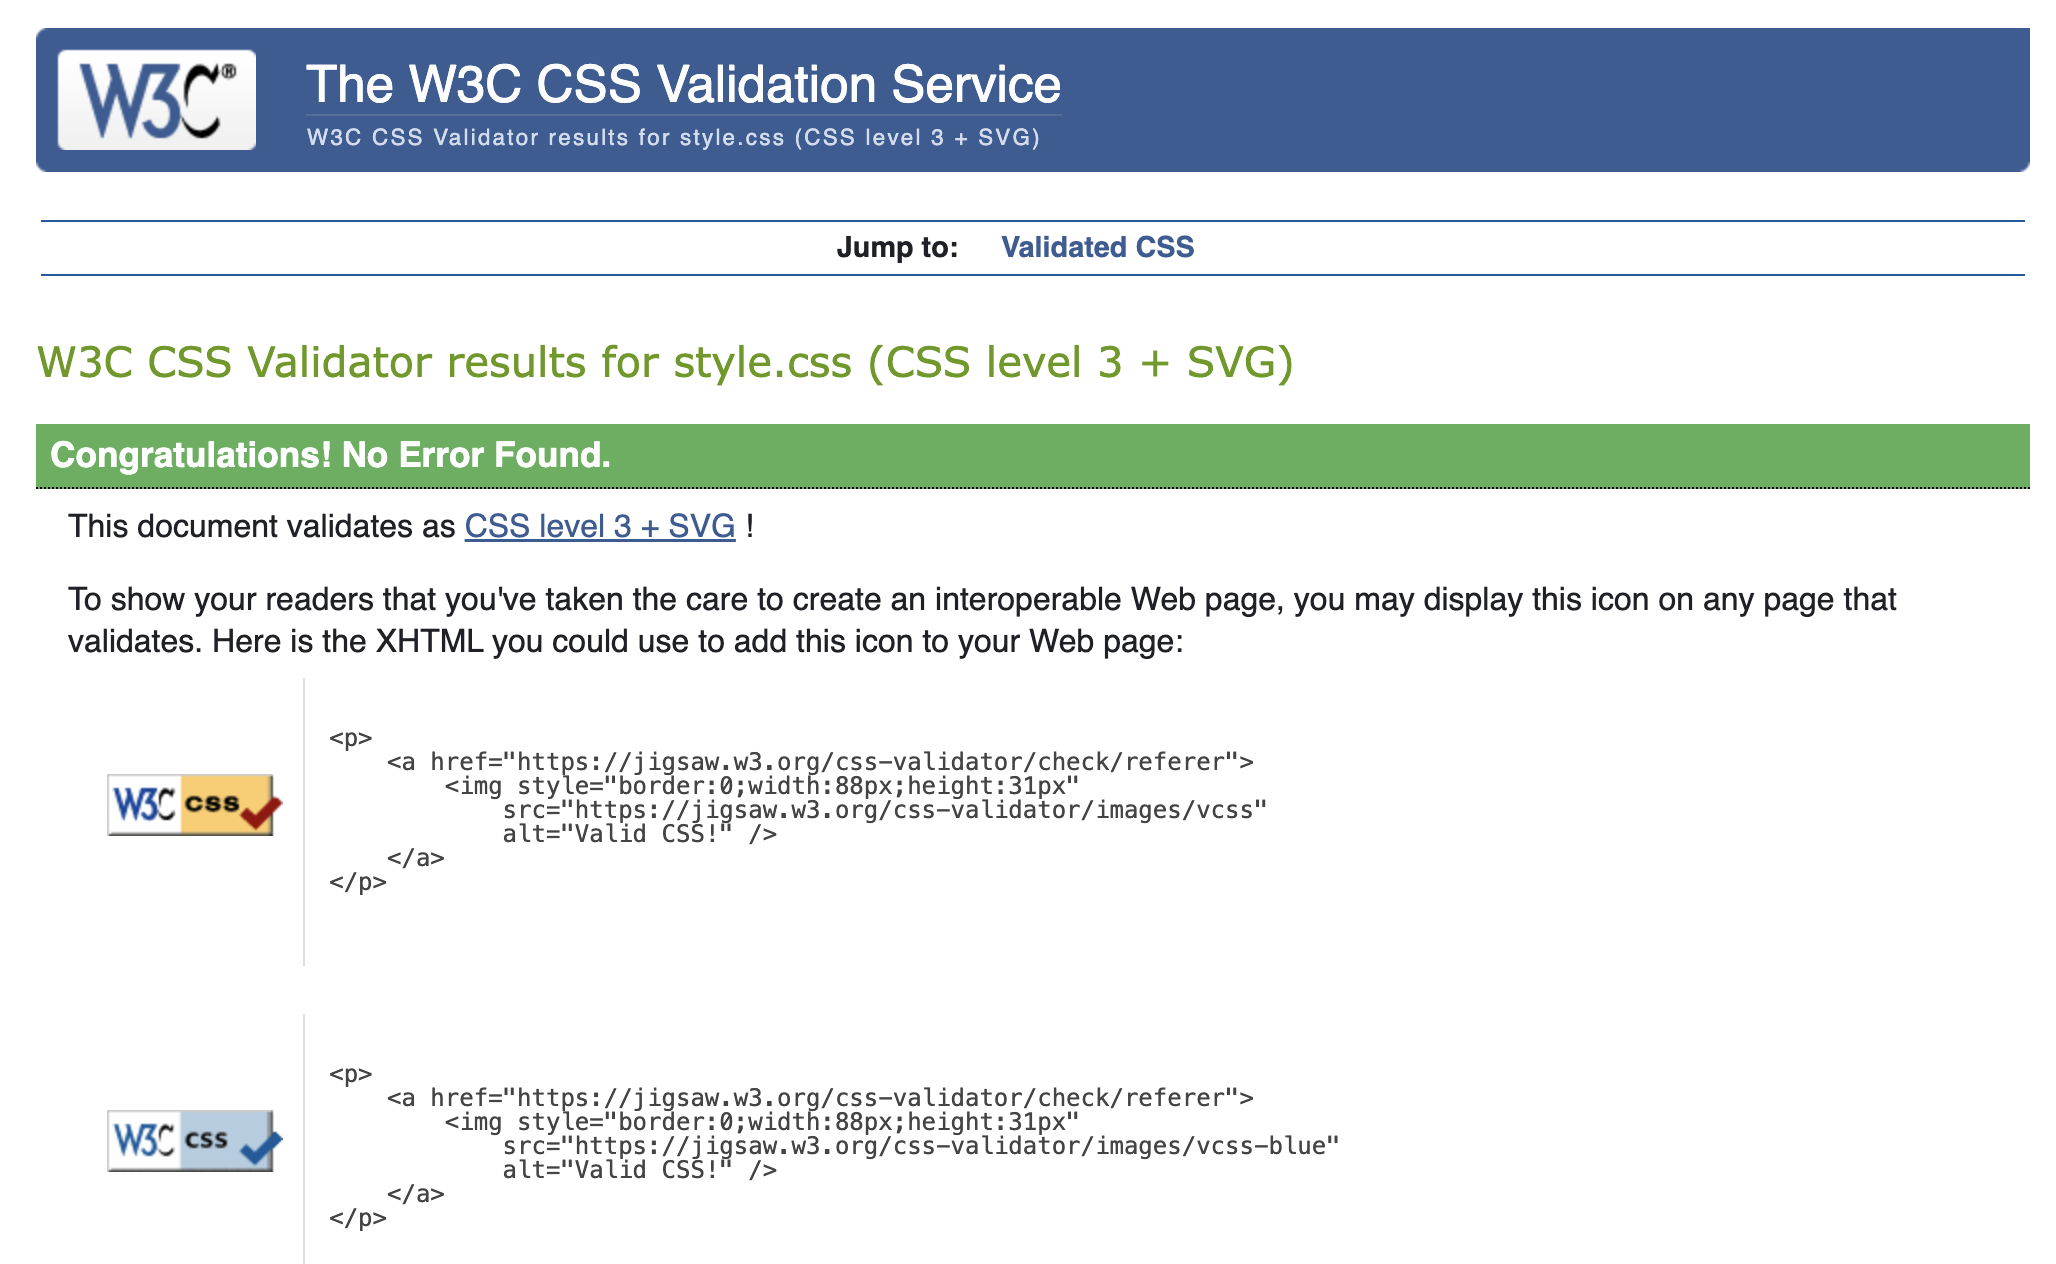 W3C®
The W3C CSS Validation Service
W3C CSS Validator results for style.css (CSS level 3 + SVG)
Jump to: Validated CSS
W3C CSS Validator results for style.css (CSS level 3 + SVG)
Congratulations! No Error Found.
This document validates as CSS level 3 + SVG !
To show your readers that you've taken the care to create an interoperable Web page, you may display this icon on any page that
validates. Here is the XHTML you could use to add this icon to your Web page:
W3C css
<p>
    <a href="https://jigsaw.w3.org/css-validator/check/referer">
        <img style="border:0;width:88px;height:31px"
            src="https://jigsaw.w3.org/css-validator/images/vcss"
            alt="Valid CSS!" />
    </a>
</p>
W3C css
<p>
    <a href="https://jigsaw.w3.org/css-validator/check/referer">
        <img style="border:0;width:88px;height:31px"
            src="https://jigsaw.w3.org/css-validator/images/vcss-blue"
            alt="Valid CSS!" />
    </a>
</p>